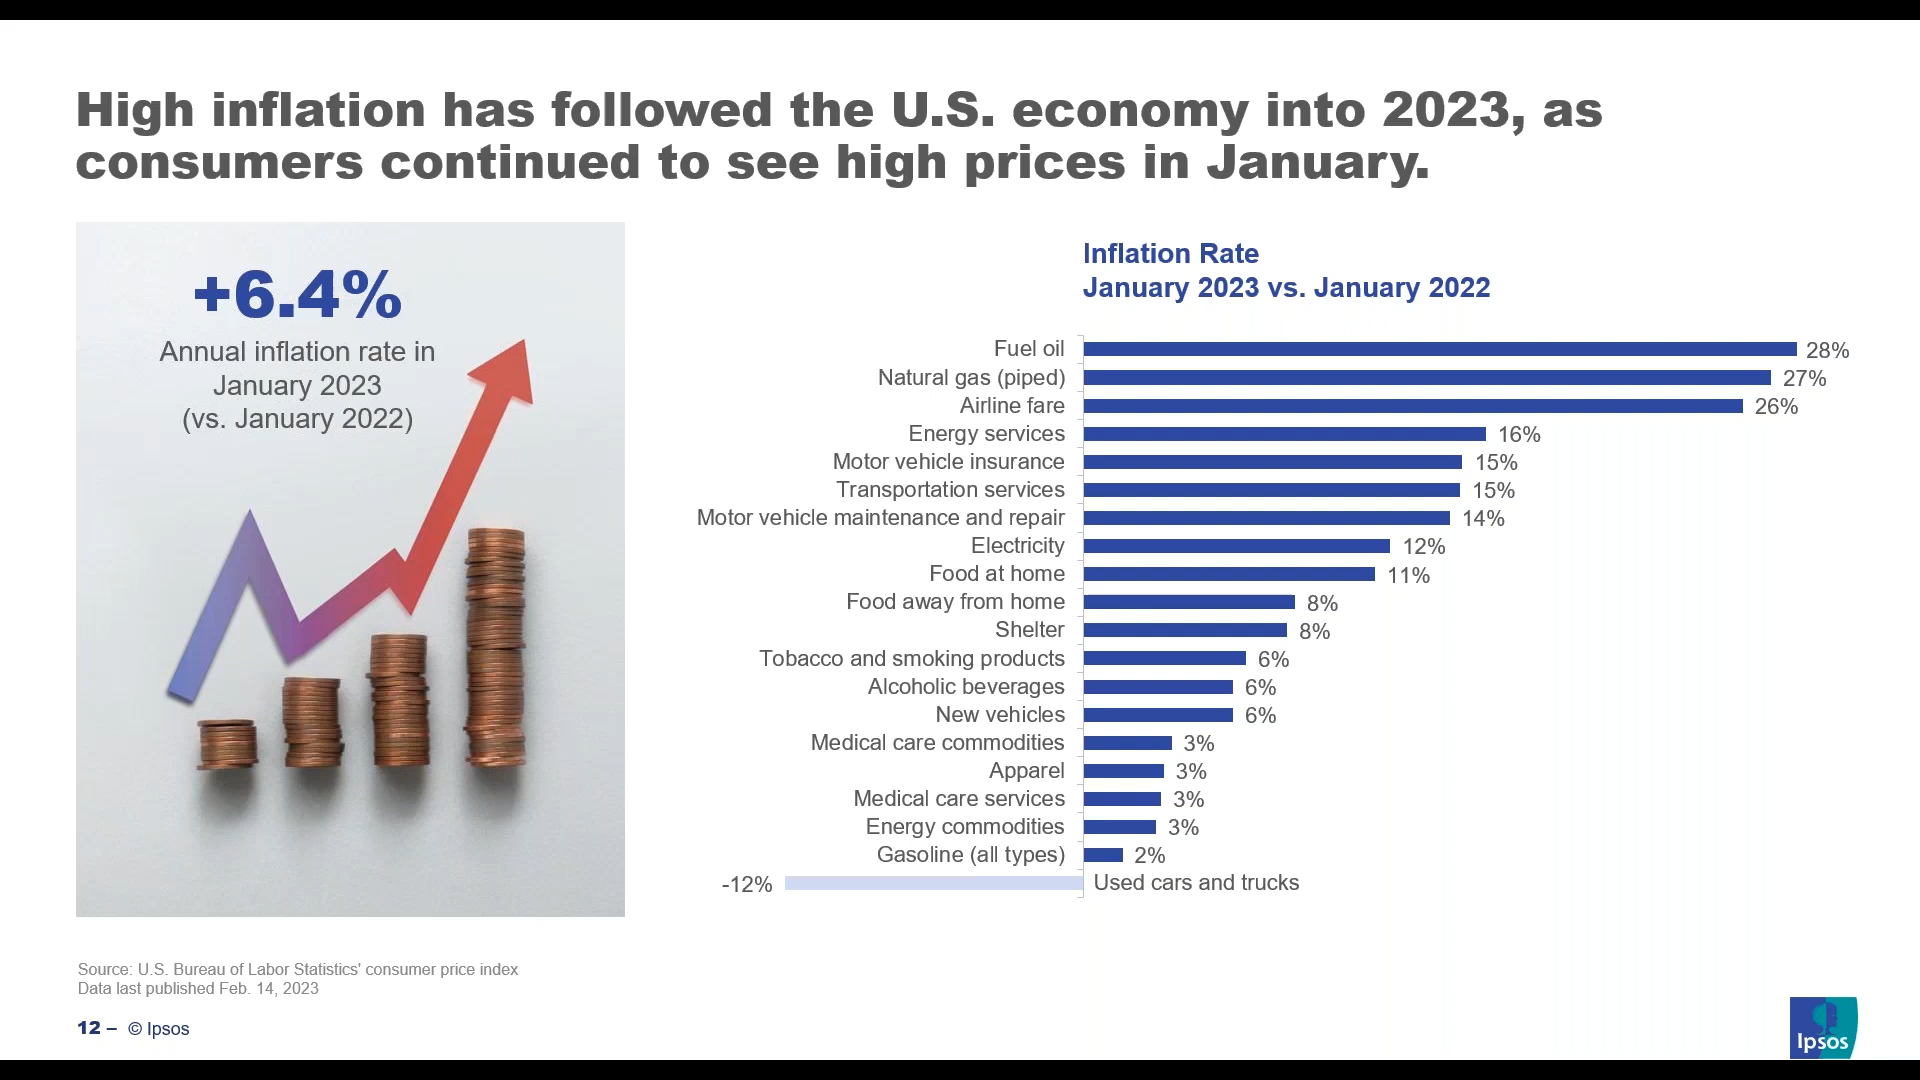 High inflation has followed the U.S. economy into 2023, as
consumers continued to see high prices in January.
+6.4%
Annual inflation rate in
January 2023
(vs. January 2022)
Inflation Rate
January 2023 vs. January 2022
Fuel oil 28%
Natural gas (piped) 27%
Airline fare 26%
Energy services 16%
Motor vehicle insurance 15%
Transportation services 15%
Motor vehicle maintenance and repair 14%
Electricity 12%
Food at home 11%
Food away from home 8%
Shelter 8%
Tobacco and smoking products 6%
Alcoholic beverages 6%
New vehicles 6%
Medical care commodities 3%
Apparel 3%
Medical care services 3%
Energy commodities 3%
Gasoline (all types) 2%
-12% Used cars and trucks
Source: U.S. Bureau of Labor Statistics' consumer price index
Data last published Feb. 14, 2023
12 – © Ipsos
Ipsos